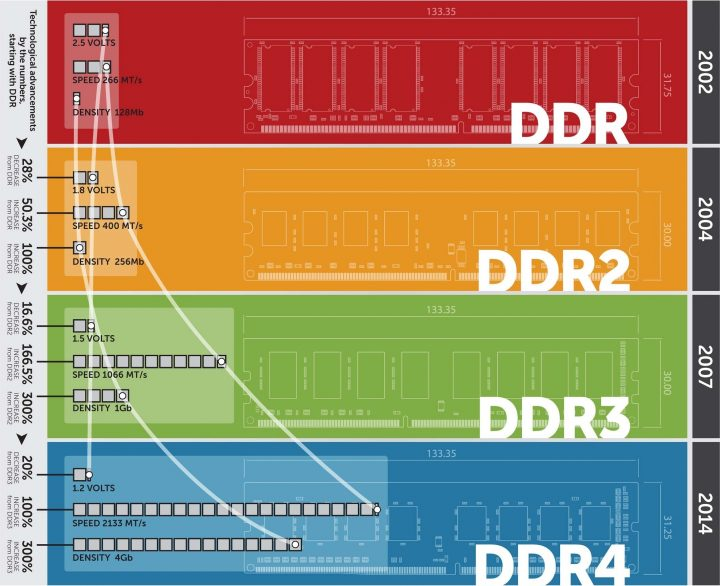 Technological advancements
by the numbers,
starting with DDR
133.35
2.5 VOLTS
SPEED 266 MT/s
DENSITY 128Mb
31.75
DDR
2002
28%
DECREASE
from DDR
50.3%
INCREASE
from DDR
100%
INCREASE
from DDR
133.35
1.8 VOLTS
SPEED 400 MT/s
DENSITY 256Mb
30.00
DDR2
2004
16.6%
DECREASE
from DDR2
166.5%
INCREASE
from DDR2
300%
INCREASE
from DDR2
133.35
1.5 VOLTS
SPEED 1066 MT/s
DENSITY 1Gb
30.00
DDR3
2007
20%
DECREASE
from DDR3
100%
INCREASE
from DDR3
300%
INCREASE
from DDR3
133.35
1.2 VOLTS
SPEED 2133 MT/s
DENSITY 4Gb
31.25
DDR4
2014